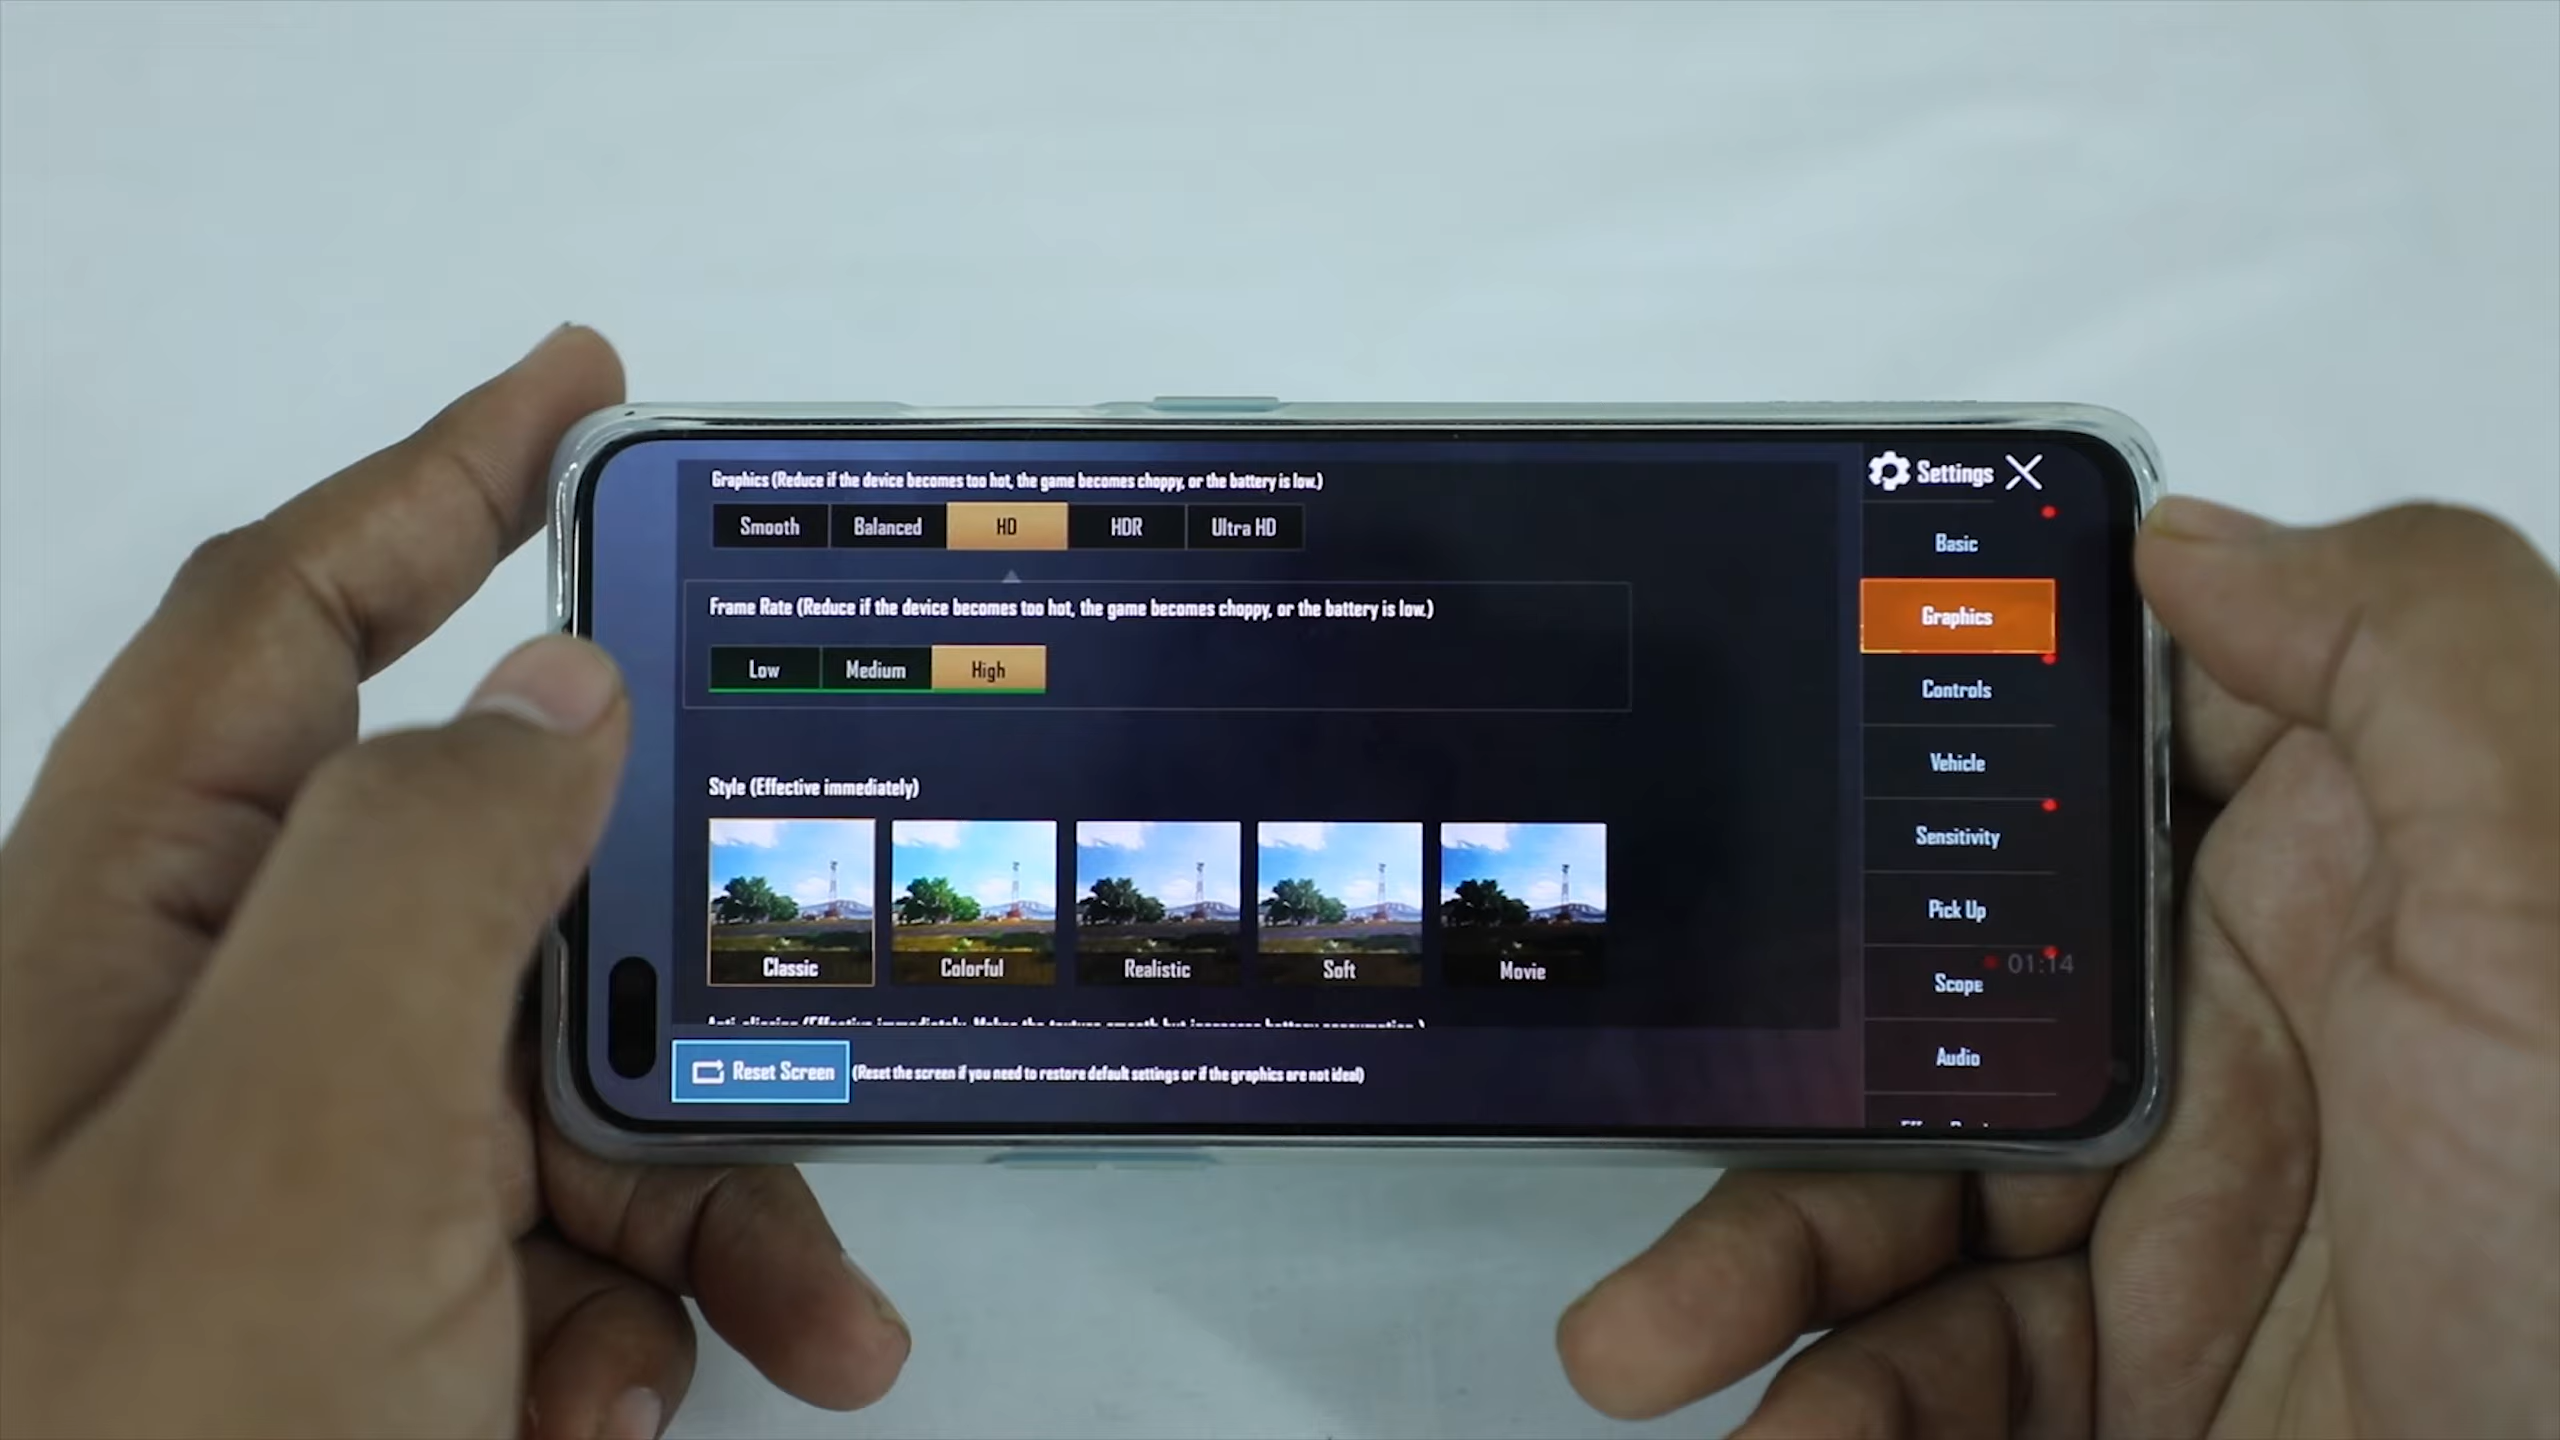 Graphics (Reduce if the device becomes too hot, the game becomes choppy, or the battery is low.)
Smooth Balanced HD HDR Ultra HD
Frame Rate (Reduce if the device becomes too hot, the game becomes choppy, or the battery is low.)
Low Medium High
Style (Effective immediately)
Classic Colorful Realistic Soft Movie
Reset Screen (Reset the screen if you need to restore default settings or if the graphics are not ideal)
Settings
Basic
Graphics
Controls
Vehicle
Sensitivity
Pick Up
01:14
Scope
Audio